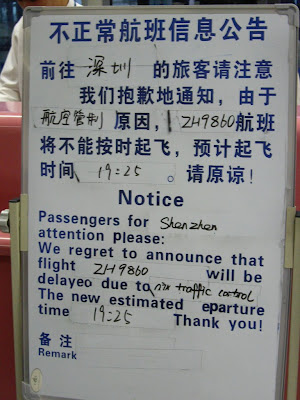 不正常航班信息公告
前往 深圳 的旅客请注意
我们抱歉地通知，由于
航空管制 原因， ZH9860航班
将不能按时起飞，预计起飞
时间 19:25 。请原谅！
Notice
Passengers for Shenzhen
attention please:
We regret to announce that
flight ZH9860 will be
delayeo due to traffic control
The new estimated eparture
time 19:25 Thank you!
备注
Remark